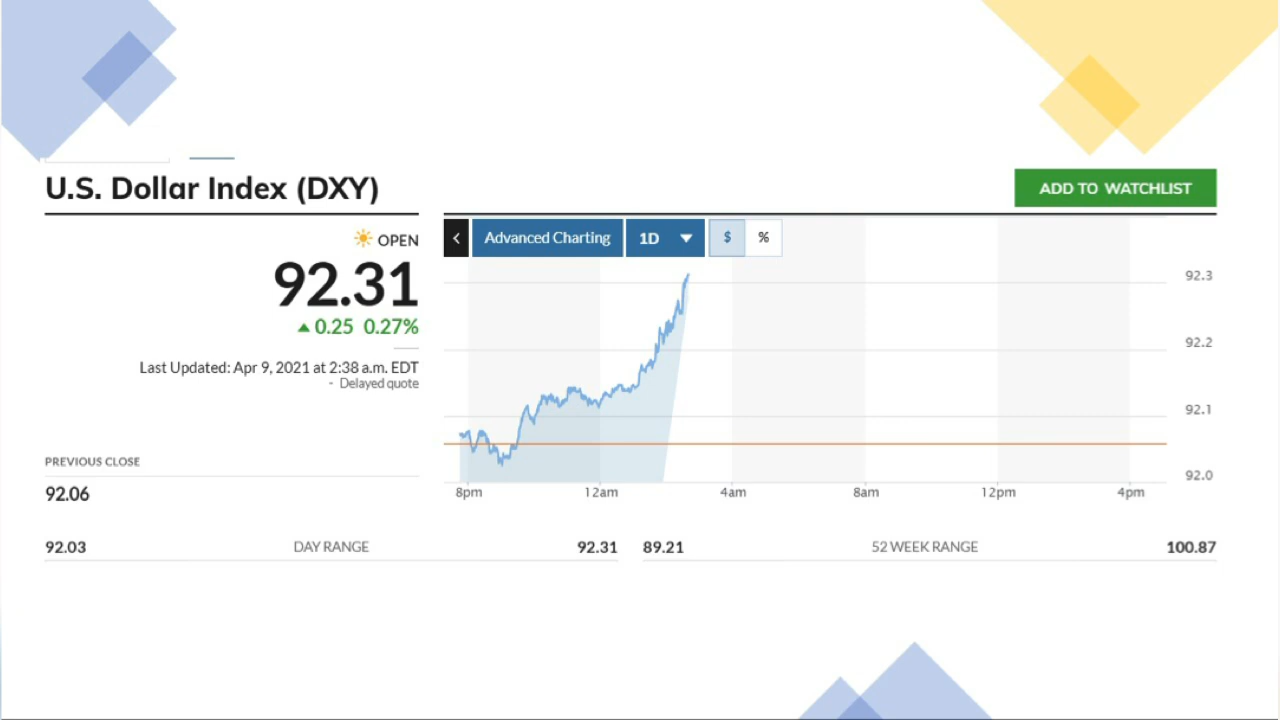 U.S. Dollar Index (DXY)
ADD TO WATCHLIST
OPEN
92.31
0.25 0.27%
Last Updated: Apr 9, 2021 at 2:38 a.m. EDT
- Delayed quote
PREVIOUS CLOSE
92.06
Advanced Charting 1D $ %
92.3
92.2
92.1
92.0
8pm 12am 4am 8am 12pm 4pm
92.03 DAY RANGE 92.31
89.21 52 WEEK RANGE 100.87